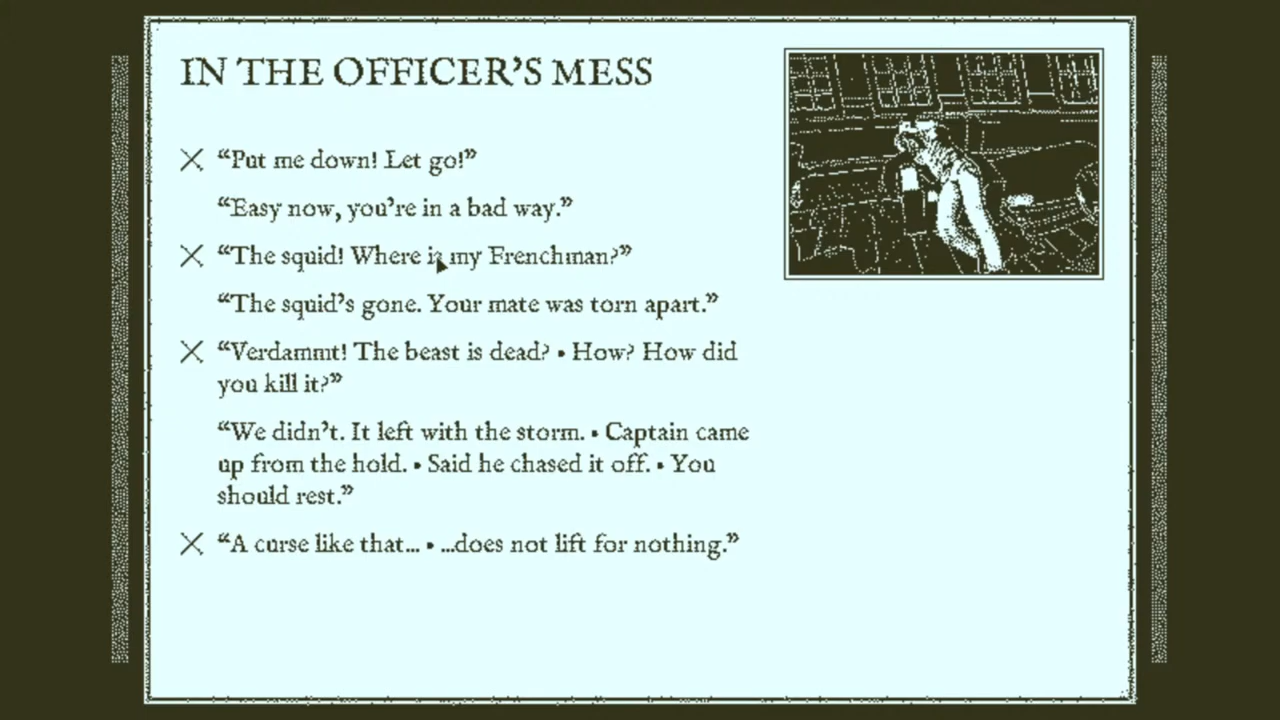 IN THE OFFICER’S MESS
“Put me down! Let go!”
“Easy now, you’re in a bad way.”
“The squid! Where is my Frenchman?”
“The squid’s gone. Your mate was torn apart.”
“Verdammt! The beast is dead? • How? How did
you kill it?”
“We didn’t. It left with the storm. • Captain came
up from the hold. • Said he chased it off. • You
should rest.”
“A curse like that... • ...does not lift for nothing.”